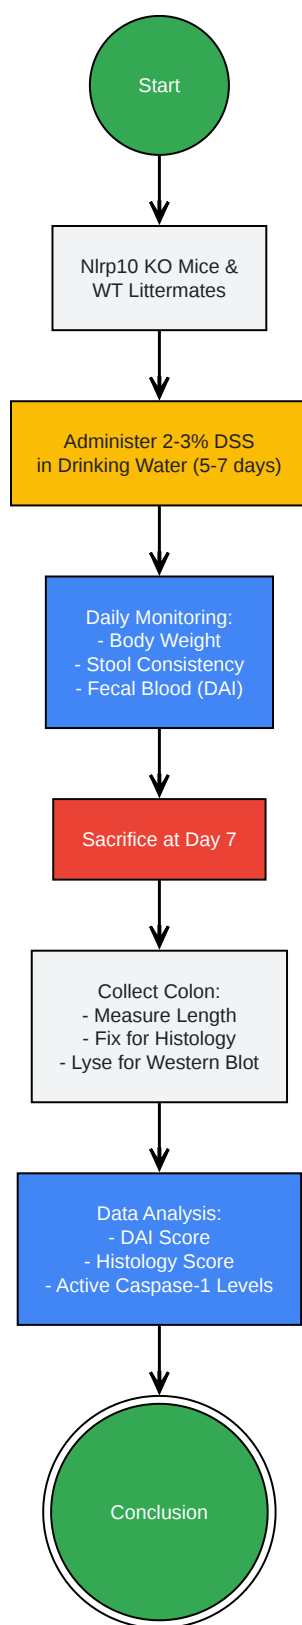 Start
Nlrp10 KO Mice &
WT Littermates
Administer 2-3% DSS
in Drinking Water (5-7 days)
Daily Monitoring:
- Body Weight
- Stool Consistency
- Fecal Blood (DAI)
Sacrifice at Day 7
Collect Colon:
- Measure Length
- Fix for Histology
- Lyse for Western Blot
Data Analysis:
- DAI Score
- Histology Score
- Active Caspase-1 Levels
Conclusion